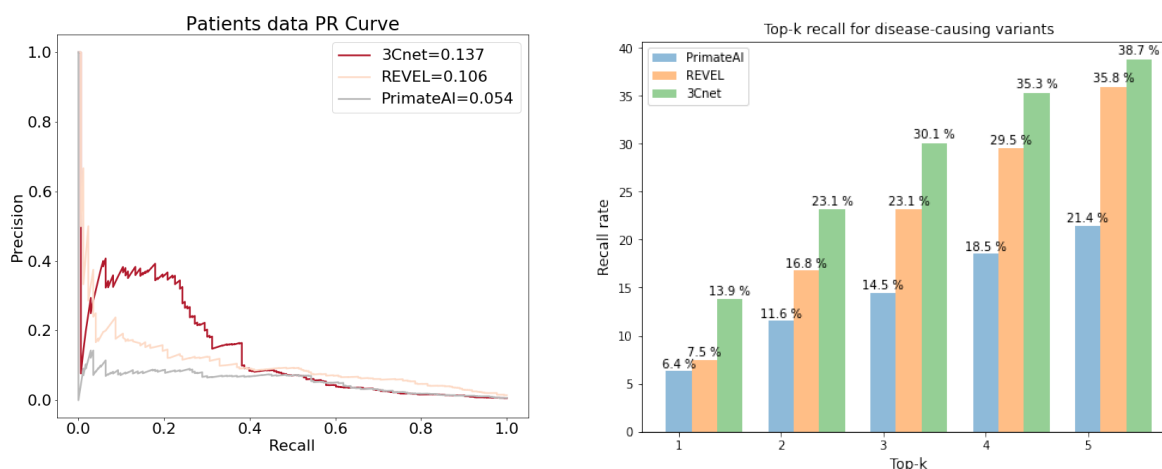 Patients data PR Curve
3Cnet=0.137
REVEL=0.106
PrimateAI=0.054
Precision
1.0
0.8
0.6
0.4
0.2
0.0
0.0 0.2 0.4 0.6 0.8 1.0
Recall
Top-k recall for disease-causing variants
PrimateAI
REVEL
3Cnet
Recall rate
40
35
30
25
20
15
10
5
0
6.4 % 7.5 % 13.9 %
11.6 % 16.8 % 23.1 %
14.5 % 23.1 % 30.1 %
18.5 % 29.5 % 35.3 %
21.4 % 35.8 % 38.7 %
1 2 3 4 5
Top-k